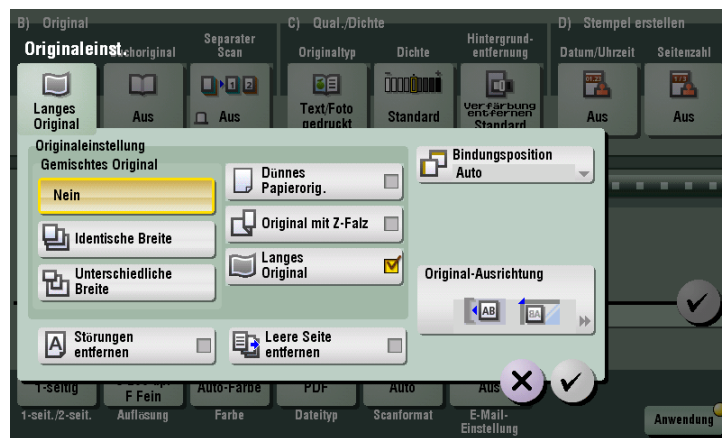 B) Original
C) Qual./Dichte
D) Stempel erstellen
Originaleinst.
choriginal
Separater
Scan
Originaltyp
Dichte
Hintergrund-
entfernung
Datum/Uhrzeit
Seitenzahl
Langes
Original
Aus
Aus
Text/Foto
gedruckt
Standard
Verfärbung
entfernen
Standard
Aus
Aus
Originaleinstellung
Gemischtes Original
Nein
Identische Breite
Unterschiedliche
Breite
Dünnes
Papierorig.
Original mit Z-Falz
Langes
Original
Bindungsposition
Auto
Original-Ausrichtung
Störungen
entfernen
Leere Seite
entfernen
1-seitig
F Fein
Auto-Farbe
PDF
Auto
Aus
1-seit./2-seit.
Auflösung
Farbe
Dateityp
Scanformat
E-Mail-
Einstellung
Anwendung